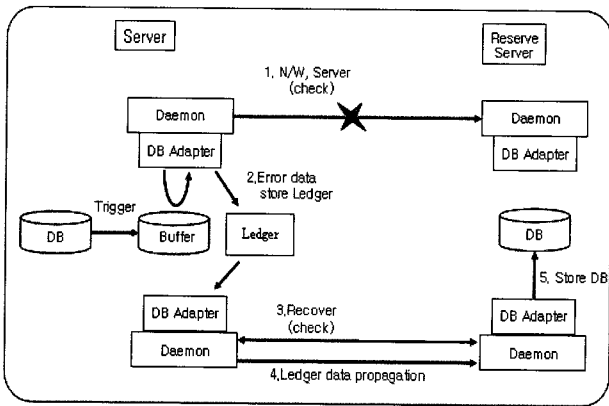 Server
Reserve
Server
1, N/W, Server
(check)
Daemon
DB Adapter
Daemon
DB Adapter
2,Error data
store Ledger
Trigger
DB
Buffer
Ledger
DB
5, Store DB
DB Adapter
Daemon
3,Recover
(check)
DB Adapter
Daemon
4,Ledger data propagation